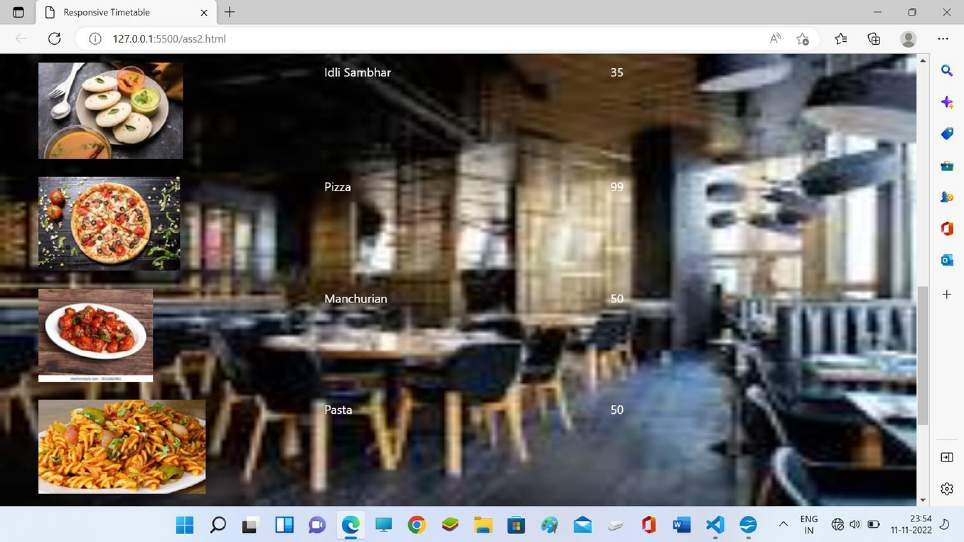 Responsive Timetable
127.0.0.1:5500/ass2.html
Idli Sambhar 35
Pizza 99
Manchurian 50
Pasta 50
ENG 23:54
IN 11-11-2022